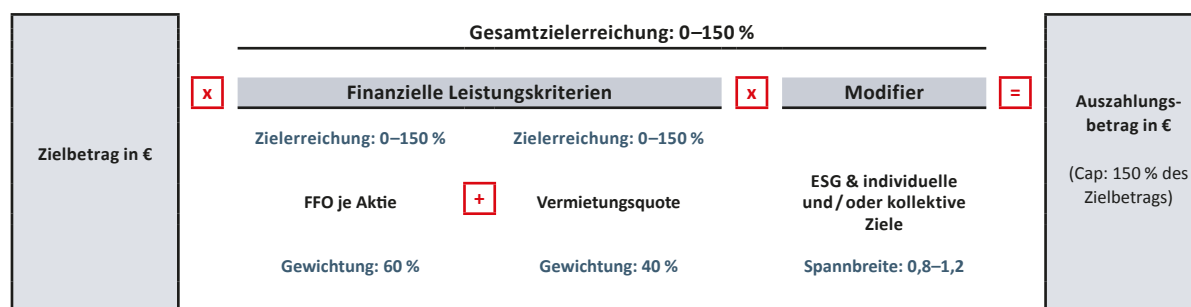 Gesamtzielerreichung: 0–150 %
Zielbetrag in €
x
Finanzielle Leistungskriterien
x
Modifier
=
Zielerreichung: 0–150 %
Zielerreichung: 0–150 %
FFO je Aktie
+
Vermietungsquote
ESG & individuelle
und / oder kollektive
Ziele
Gewichtung: 60 %
Gewichtung: 40 %
Spannbreite: 0,8–1,2
Auszahlungs-
betrag in €
(Cap: 150 % des
Zielbetrags)